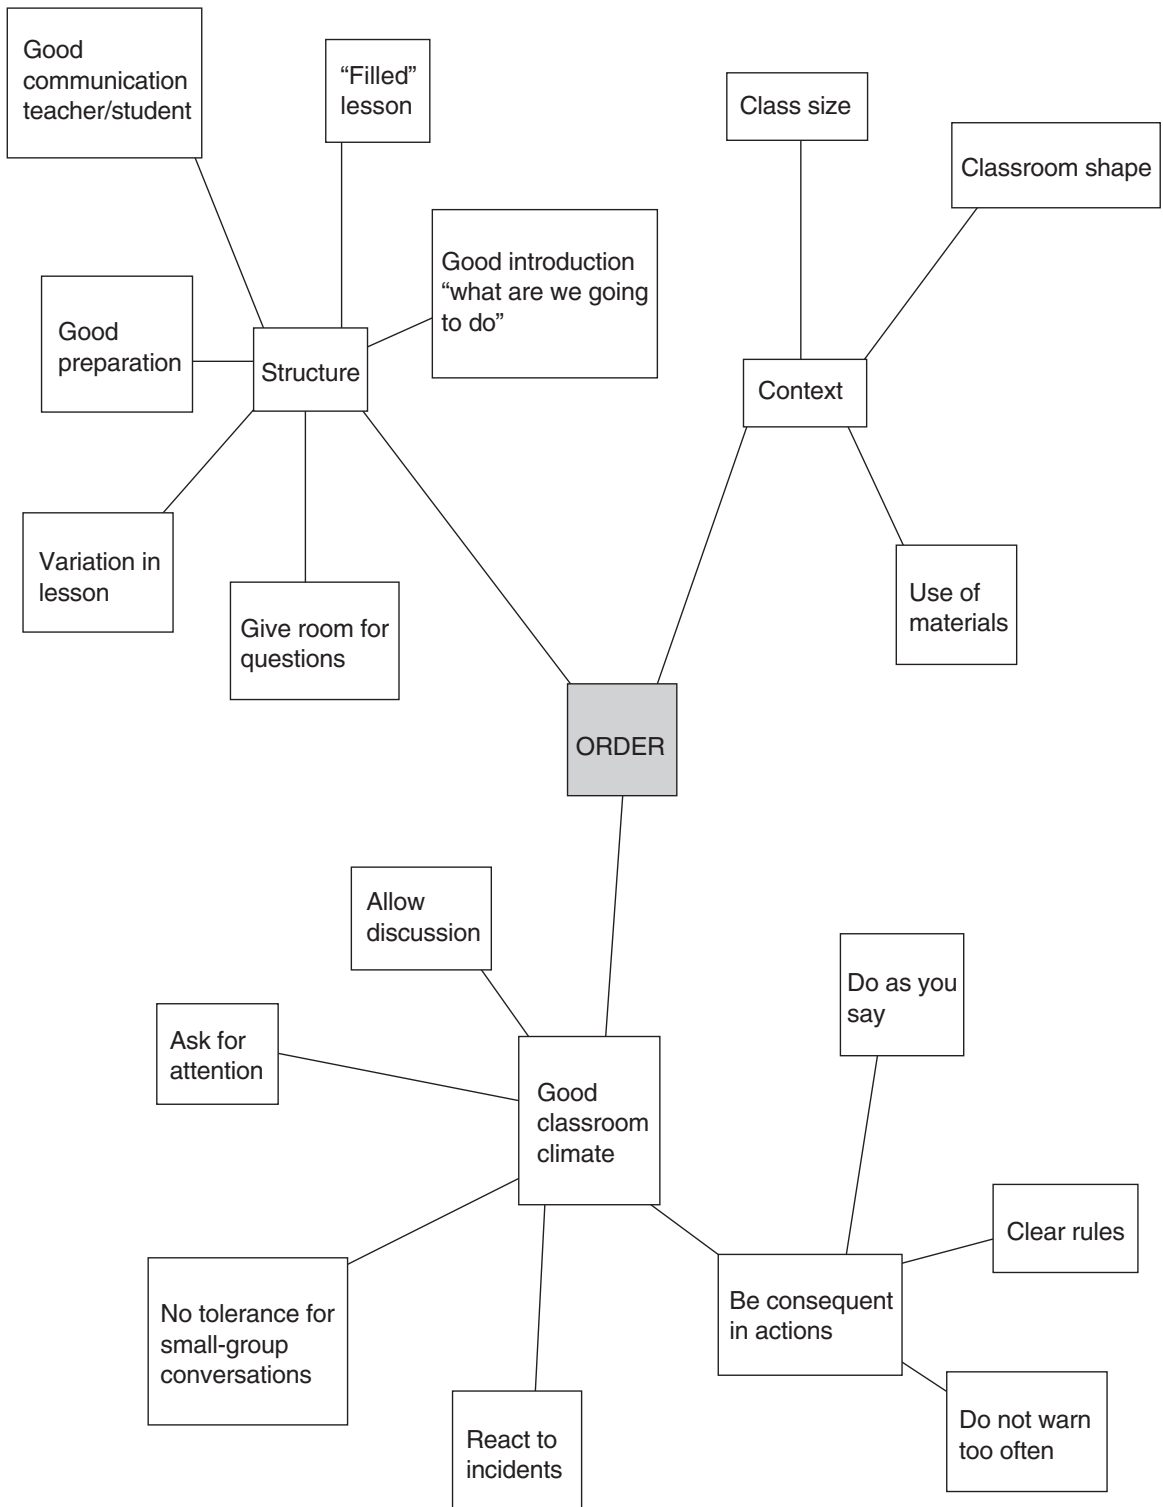 Good
communication
teacher/student
“Filled”
lesson
Class size
Classroom shape
Good introduction
“what are we going
to do”
Good
preparation
Structure
Context
Variation in
lesson
Give room for
questions
Use of
materials
ORDER
Allow
discussion
Do as you
say
Ask for
attention
Good
classroom
climate
Clear rules
No tolerance for
small-group
conversations
Be consequent
in actions
React to
incidents
Do not warn
too often